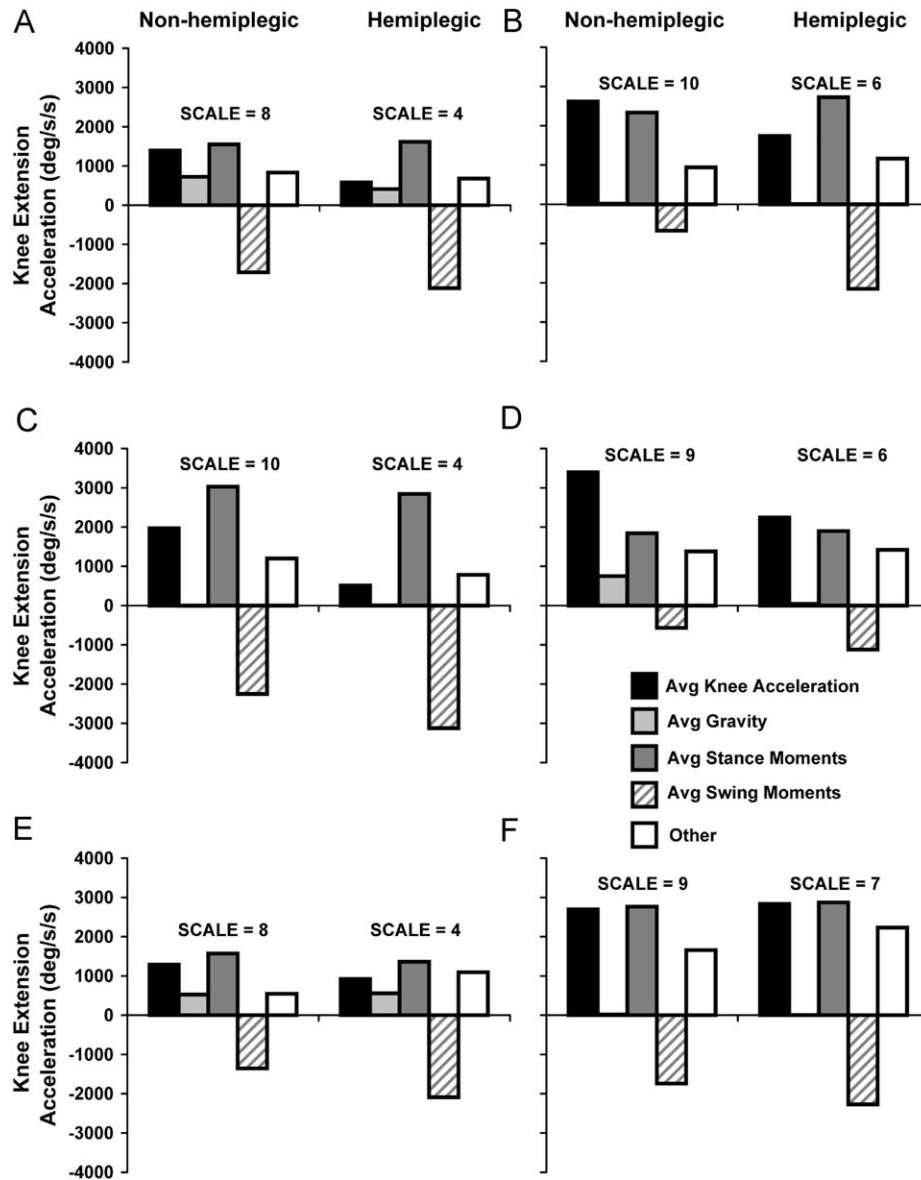 A Non-hemiplegic Hemiplegic B Non-hemiplegic Hemiplegic
Knee Extension
Acceleration (deg/s/s)
4000
3000
2000
1000
0
-1000
-2000
-3000
-4000
SCALE = 8
SCALE = 4
SCALE = 10
SCALE = 6
C D
Knee Extension
Acceleration (deg/s/s)
4000
3000
2000
1000
0
-1000
-2000
-3000
-4000
SCALE = 10
SCALE = 4
SCALE = 9
SCALE = 6
Avg Knee Acceleration
Avg Gravity
Avg Stance Moments
Avg Swing Moments
Other
E F
Knee Extension
Acceleration (deg/s/s)
4000
3000
2000
1000
0
-1000
-2000
-3000
-4000
SCALE = 8
SCALE = 4
SCALE = 9
SCALE = 7